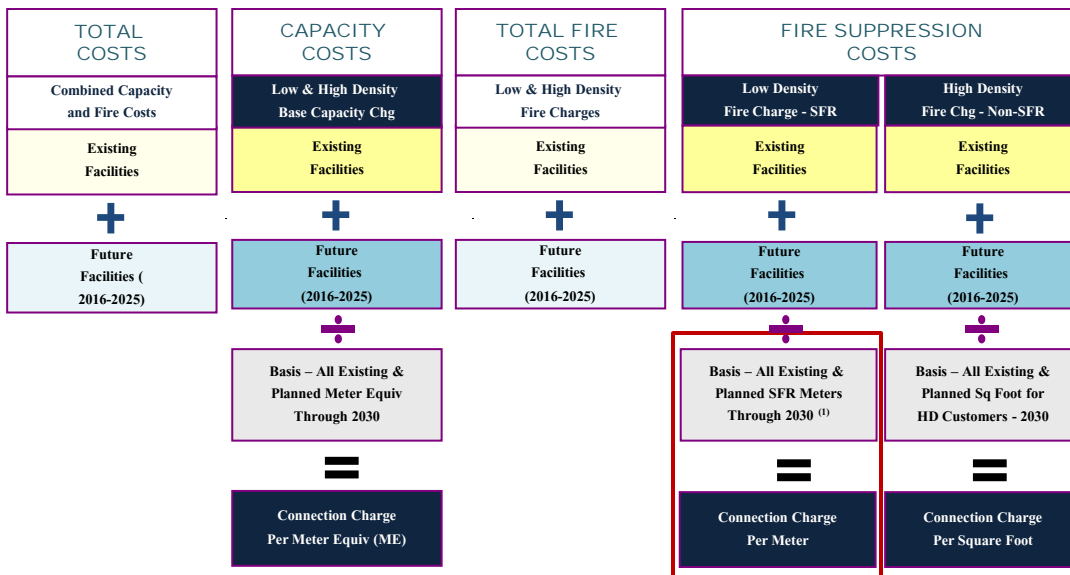 TOTAL
COSTS
CAPACITY
COSTS
TOTAL FIRE
COSTS
FIRE SUPPRESSION
COSTS
Combined Capacity
and Fire Costs
Low & High Density
Base Capacity Chg
Low & High Density
Fire Charges
Low Density
Fire Charge - SFR
High Density
Fire Chg - Non-SFR
Existing
Facilities
Existing
Facilities
Existing
Facilities
Existing
Facilities
Existing
Facilities
+
+
+
+
+
Future
Facilities (
2016-2025)
Future
Facilities
(2016-2025)
Future
Facilities
(2016-2025)
Future
Facilities
(2016-2025)
Future
Facilities
(2016-2025)
÷
÷
÷
Basis – All Existing &
Planned Meter Equiv
Through 2030
Basis – All Existing &
Planned SFR Meters
Through 2030 (1)
Basis – All Existing &
Planned Sq Foot for
HD Customers - 2030
=
=
=
Connection Charge
Per Meter Equiv (ME)
Connection Charge
Per Meter
Connection Charge
Per Square Foot